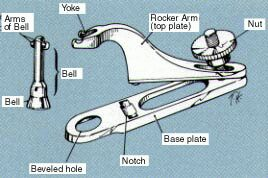 Arms
of Bell
Yoke
Rocker Arm
(top plate)
Nut
Bell
Bell
Base plate
Notch
Beveled hole